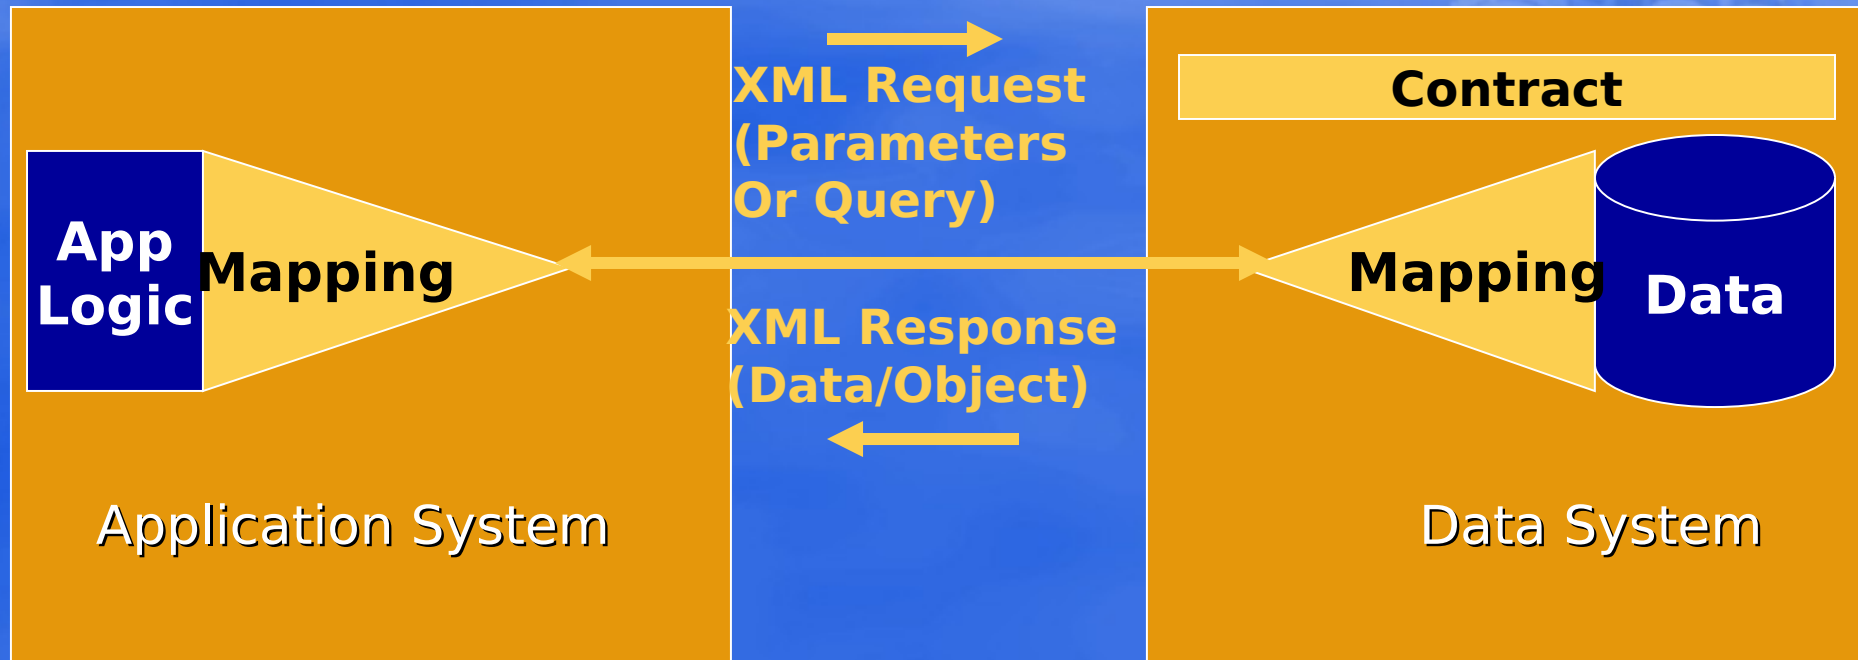 XML Request
(Parameters
Or Query)
Contract
App
Logic
Mapping
Mapping
Data
XML Response
(Data/Object)
Application System
Data System